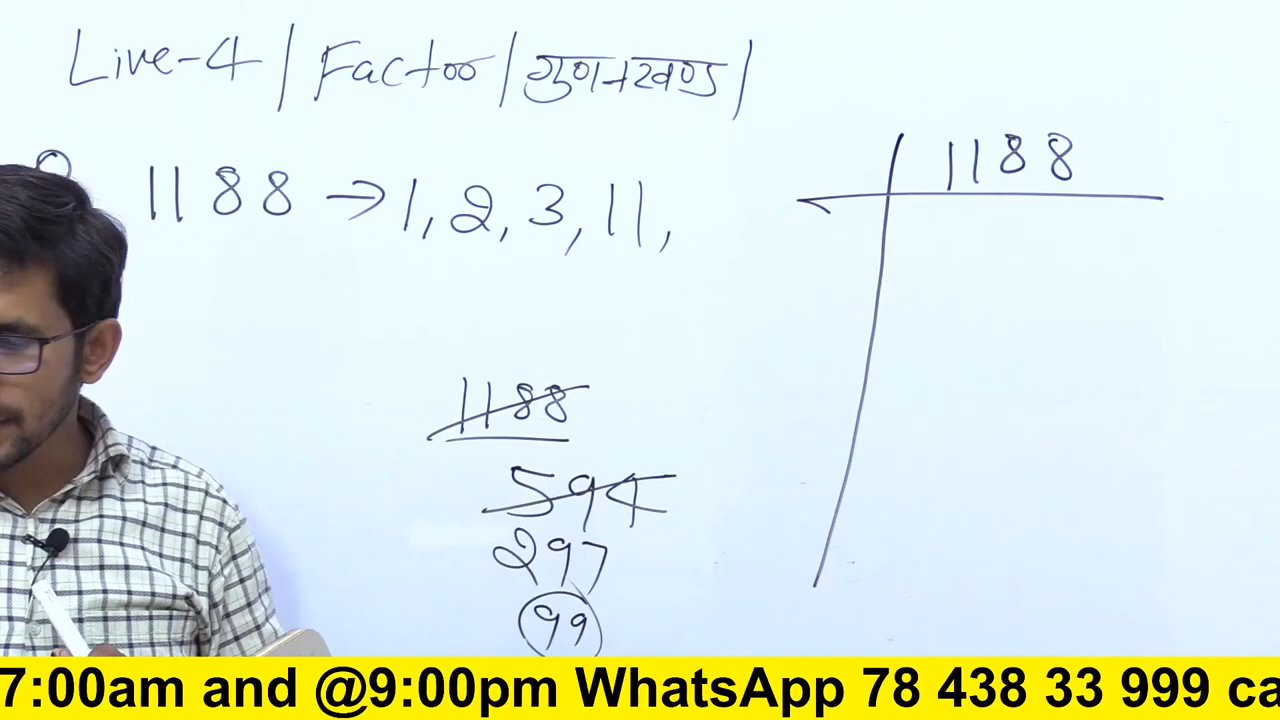 Live-4 / Factor / गुणनखण्ड /
1188 → 1, 2, 3, 11,
1188
1188
594
297
99
7:00am and @9:00pm WhatsApp 78 438 33 999 ca